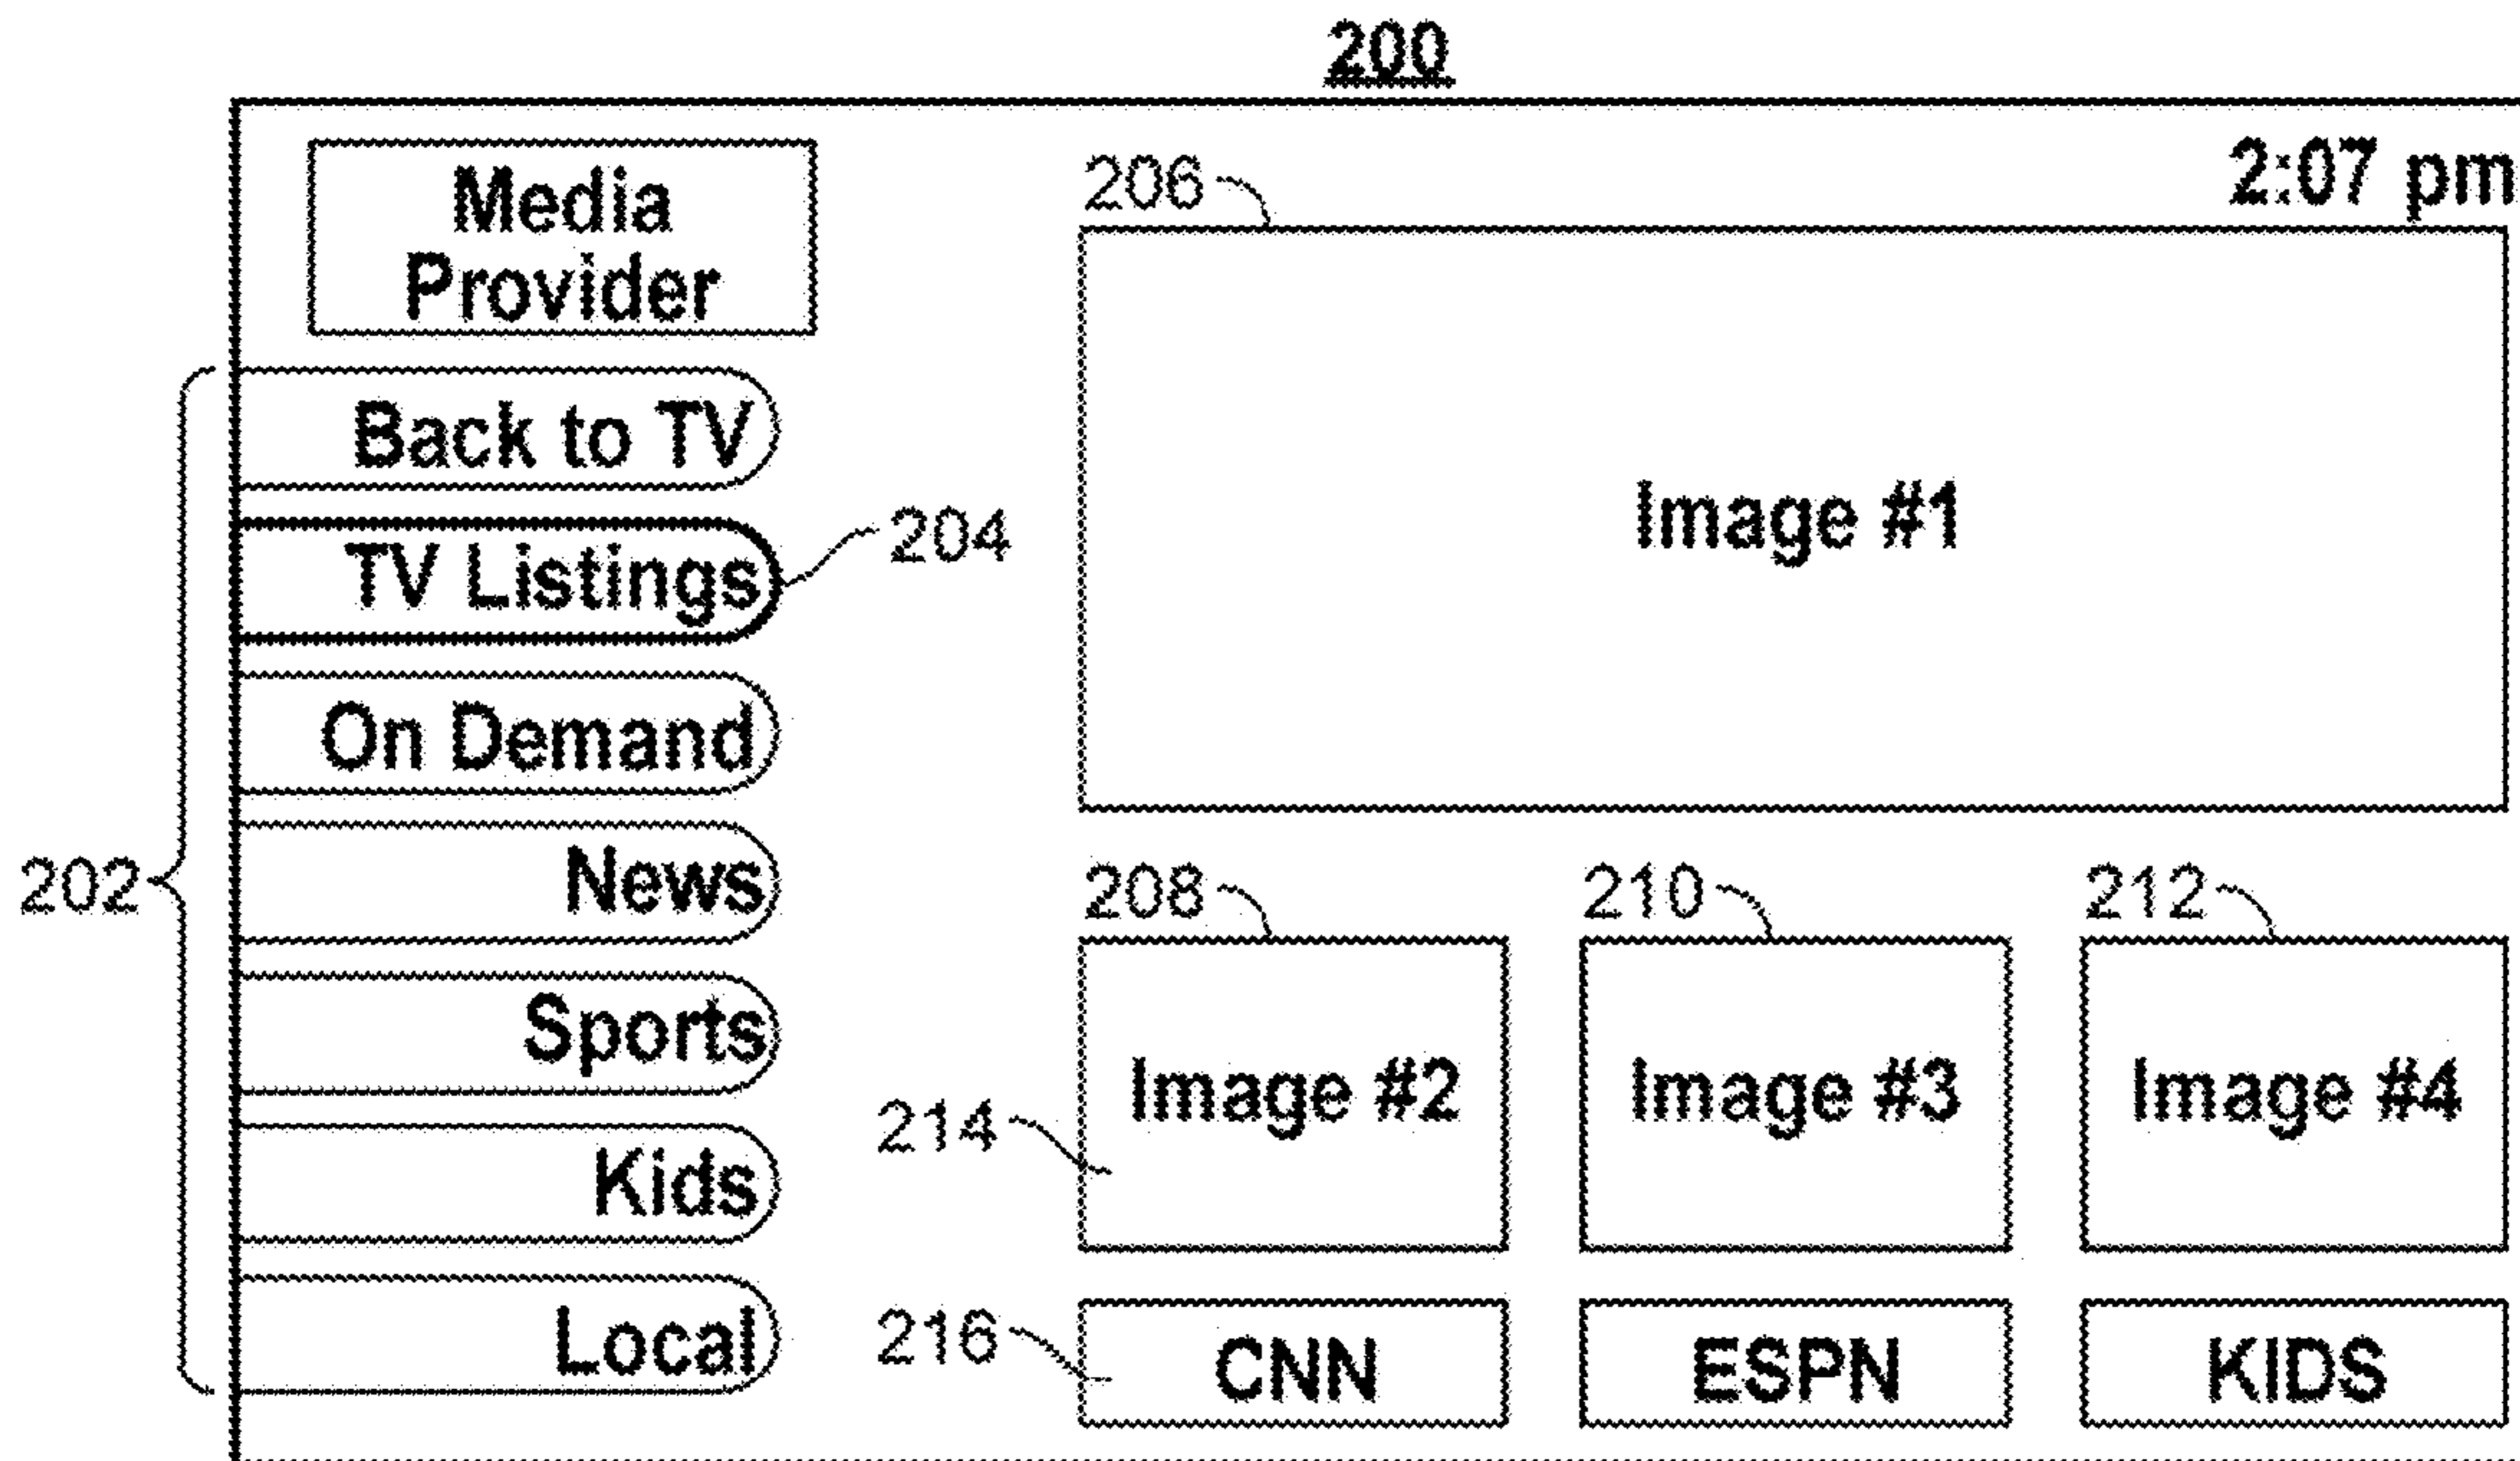 200
2:07 pm
Media
Provider
206
Back to TV
Image #1
TV Listings
204
On Demand
202
News
208
210
212
Sports
Image #2
Image #3
Image #4
214
Kids
Local
216
CNN
ESPN
KIDS